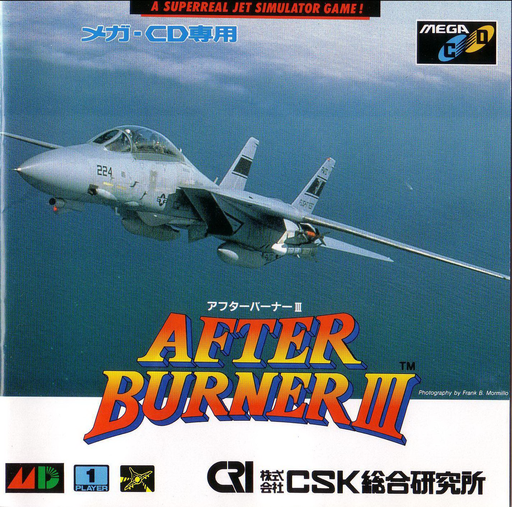 A SUPERREAL JET SIMULATOR GAME!
メガ-CD専用
MEGA
CD
224
アフターバーナーⅢ
AFTER
BURNER III
TM
Photography by Frank B. Mormillo
MD
1
PLAYER
CRI 株式会社 CSK総合研究所